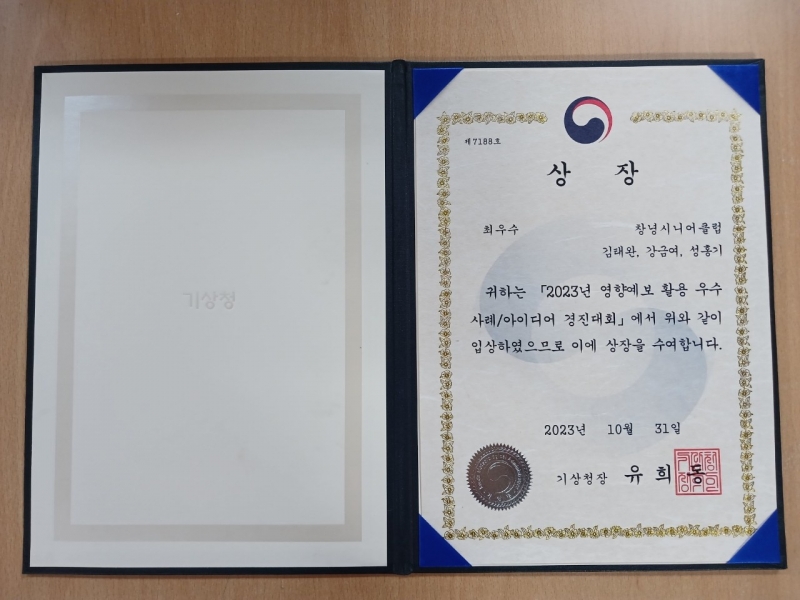 기상청
제7188호
상 장
최우수 창녕시니어클럽
김태완, 강금여, 성홍기
귀하는 「2023년 영향예보 활용 우수
사례/아이디어 경진대회」에서 위와 같이
입상하였으므로 이에 상장을 수여합니다.
2023년 10월 31일
기상청장 유희동